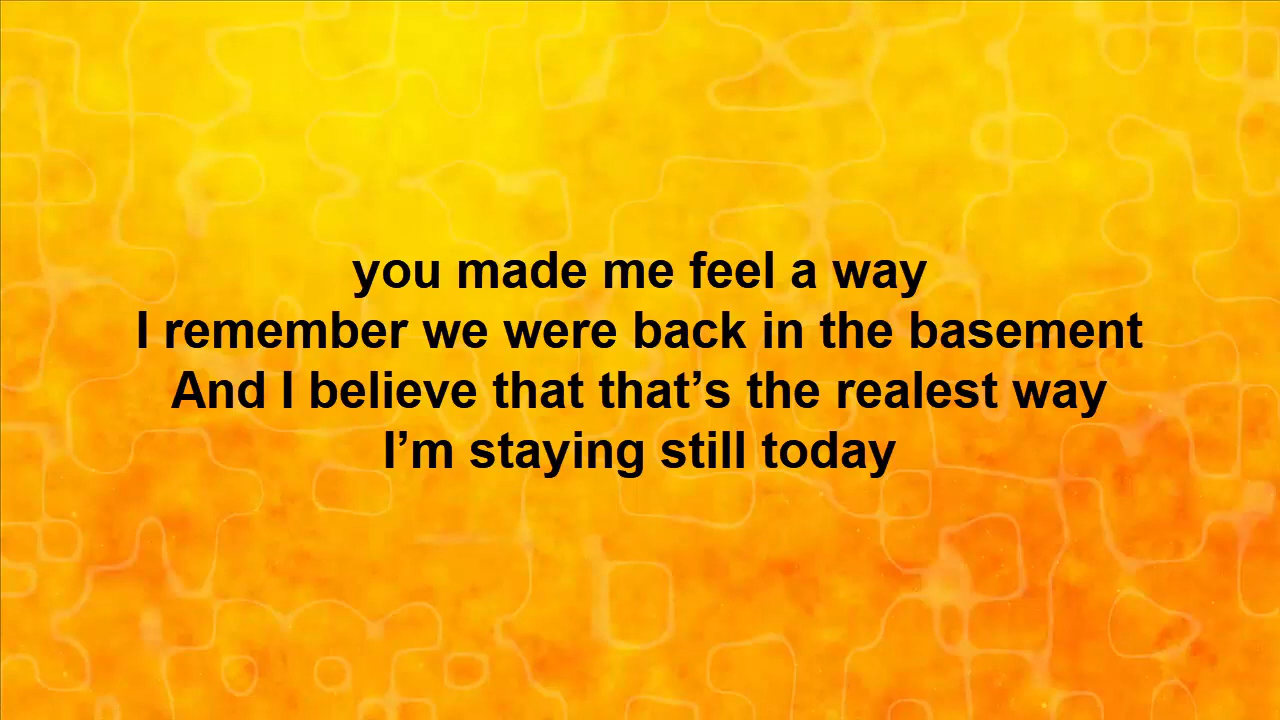 you made me feel a way
I remember we were back in the basement
And I believe that that’s the realest way
I’m staying still today